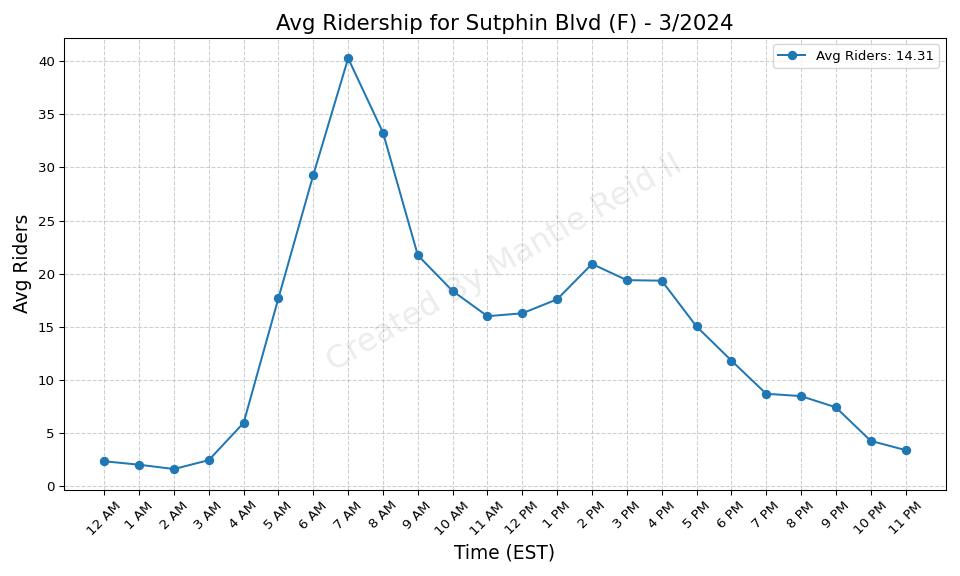 Avg Ridership for Sutphin Blvd (F) - 3/2024
Avg Riders: 14.31
Avg Riders
40
35
30
25
20
15
10
5
0
Created By Mantle Reid II
12 AM
1 AM
2 AM
3 AM
4 AM
5 AM
6 AM
7 AM
8 AM
9 AM
10 AM
11 AM
12 PM
1 PM
2 PM
3 PM
4 PM
5 PM
6 PM
7 PM
8 PM
9 PM
10 PM
11 PM
Time (EST)